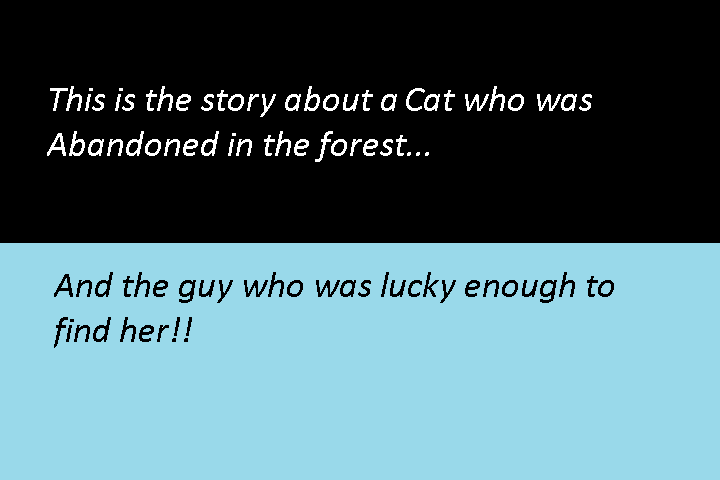 This is the story about a Cat who was
Abandoned in the forest...
And the guy who was lucky enough to
find her!!